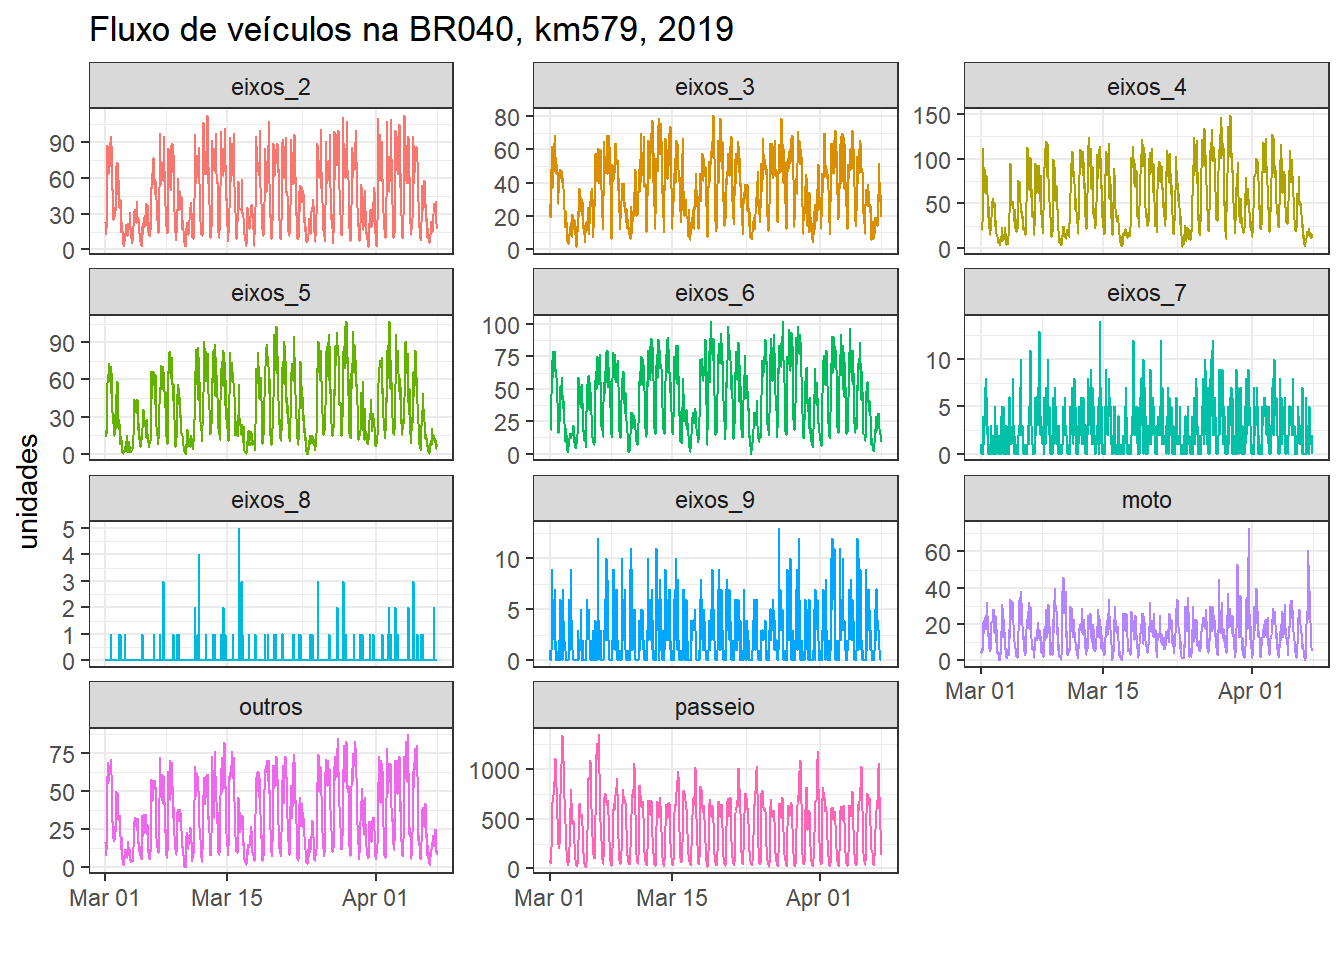 Fluxo de veículos na BR040, km579, 2019
eixos_2
eixos_3
eixos_4
90
60
30
0
80
60
40
20
0
150
100
50
0
eixos_5
eixos_6
eixos_7
90
60
30
0
100
75
50
25
0
10
5
0
unidades
eixos_8
eixos_9
moto
5
4
3
2
1
0
10
5
0
60
40
20
0
Mar 01 Mar 15 Apr 01
outros
passeio
75
50
25
0
1000
500
0
Mar 01 Mar 15 Apr 01
Mar 01 Mar 15 Apr 01